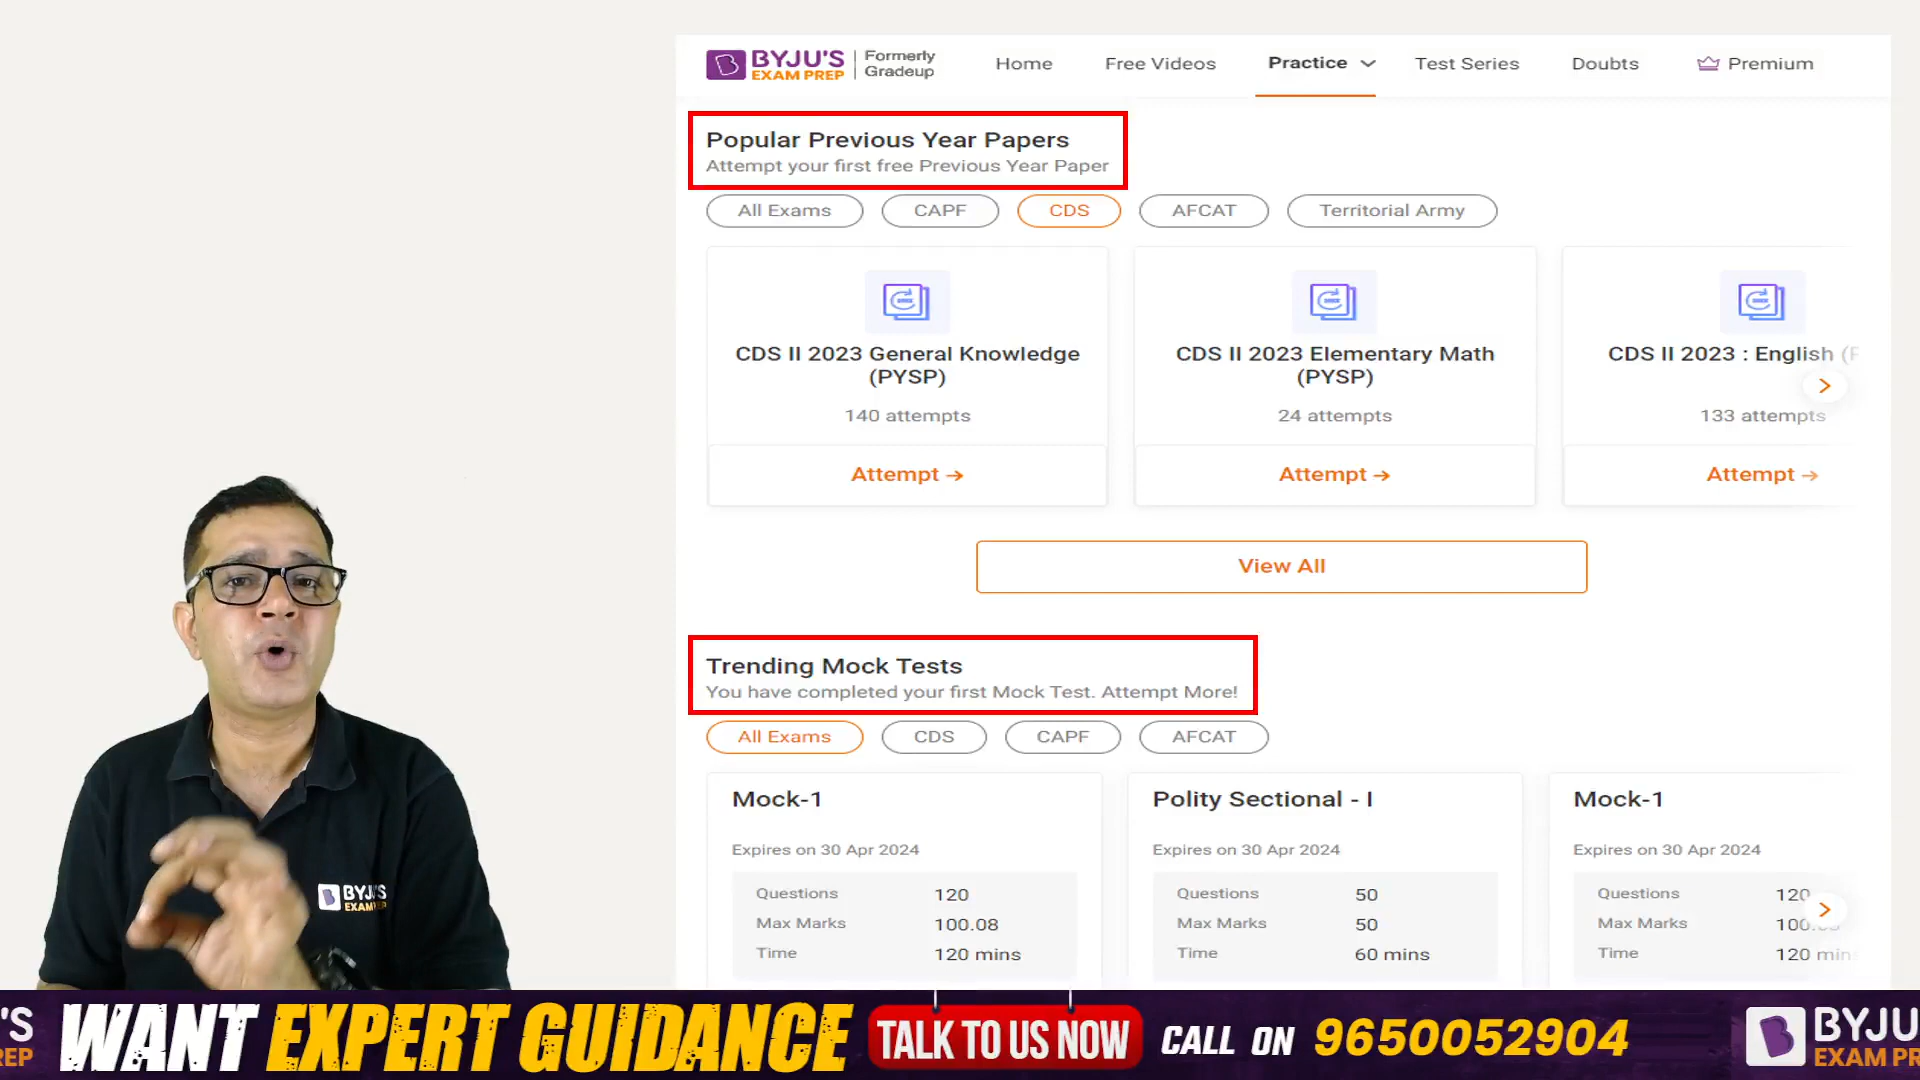 BYJU'S
EXAM PREP
Formerly
Gradeup
Home
Free Videos
Practice
Test Series
Doubts
Premium
Popular Previous Year Papers
Attempt your first free Previous Year Paper
All Exams
CAPF
CDS
AFCAT
Territorial Army
CDS II 2023 General Knowledge
(PYSP)
140 attempts
Attempt →
CDS II 2023 Elementary Math
(PYSP)
24 attempts
Attempt →
CDS II 2023 : English (P
133 attempts
Attempt →
View All
Trending Mock Tests
You have completed your first Mock Test. Attempt More!
All Exams
CDS
CAPF
AFCAT
Mock-1
Expires on 30 Apr 2024
Questions 120
Max Marks 100.08
Time 120 mins
Polity Sectional - I
Expires on 30 Apr 2024
Questions 50
Max Marks 50
Time 60 mins
Mock-1
Expires on 30 Apr 2024
Questions 120
Max Marks
Time 120 mins
BYJU'S
EXAM PREP
'S
EP
WANT EXPERT GUIDANCE
TALK TO US NOW
CALL ON 9650052904
BYJU
EXAM PR